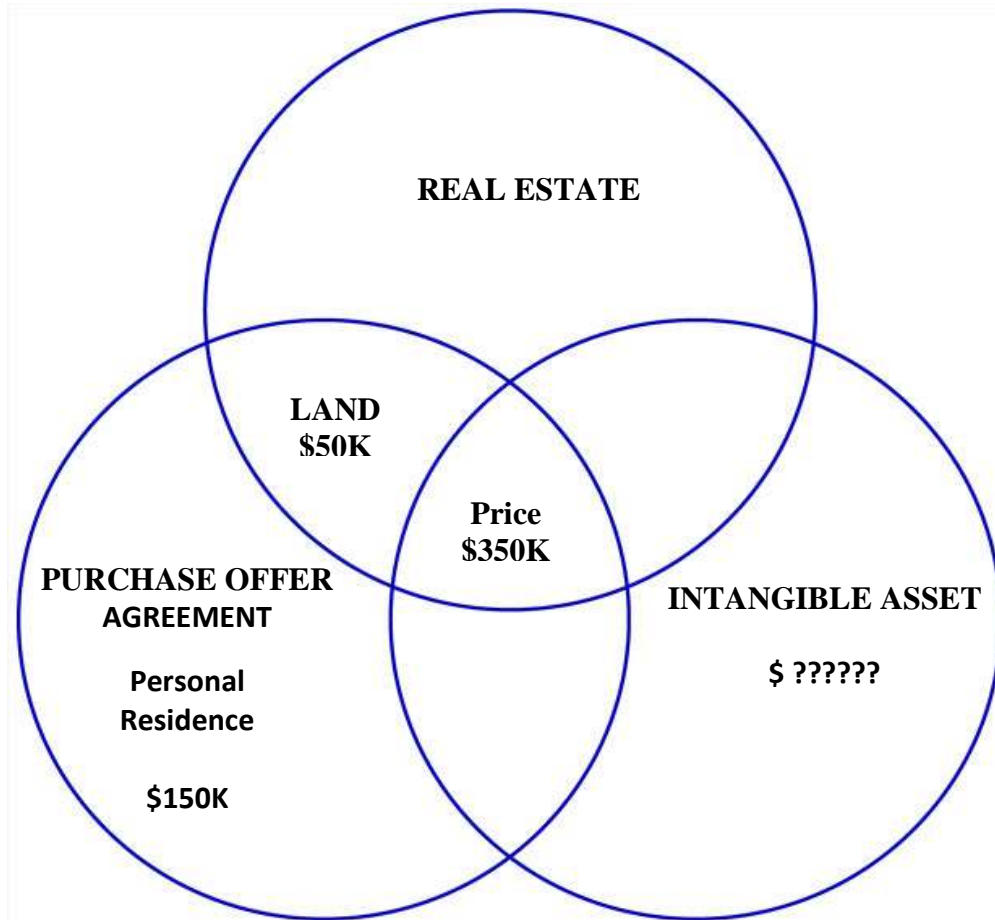 REAL ESTATE
LAND
$50K
Price
$350K
PURCHASE OFFER
AGREEMENT
Personal
Residence
$150K
INTANGIBLE ASSET
$ ??????